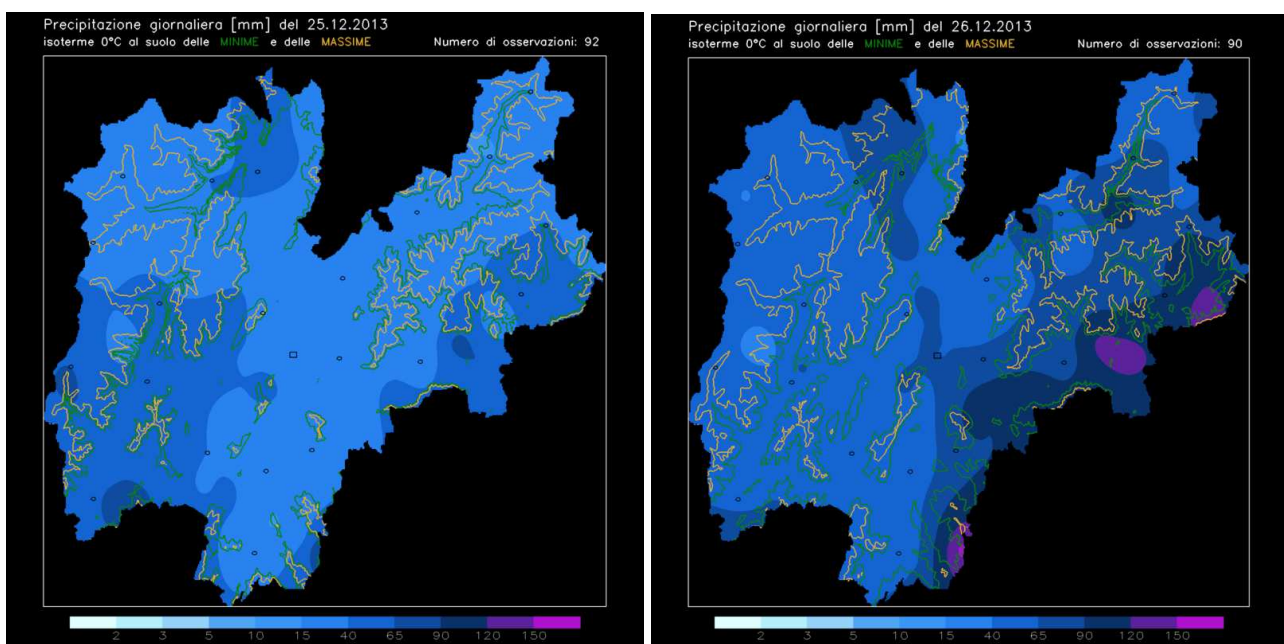 Precipitazione giornaliera [mm] del 25.12.2013
isoterme 0°C al suolo delle MINIME e delle MASSIME Numero di osservazioni: 92
2 3 5 10 15 40 65 90 120 150
Precipitazione giornaliera [mm] del 26.12.2013
isoterme 0°C al suolo delle MINIME e delle MASSIME Numero di osservazioni: 90
2 3 5 10 15 40 65 90 120 150